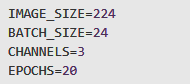 IMAGE_SIZE=224
BATCH_SIZE=24
CHANNELS=3
EPOCHS=20